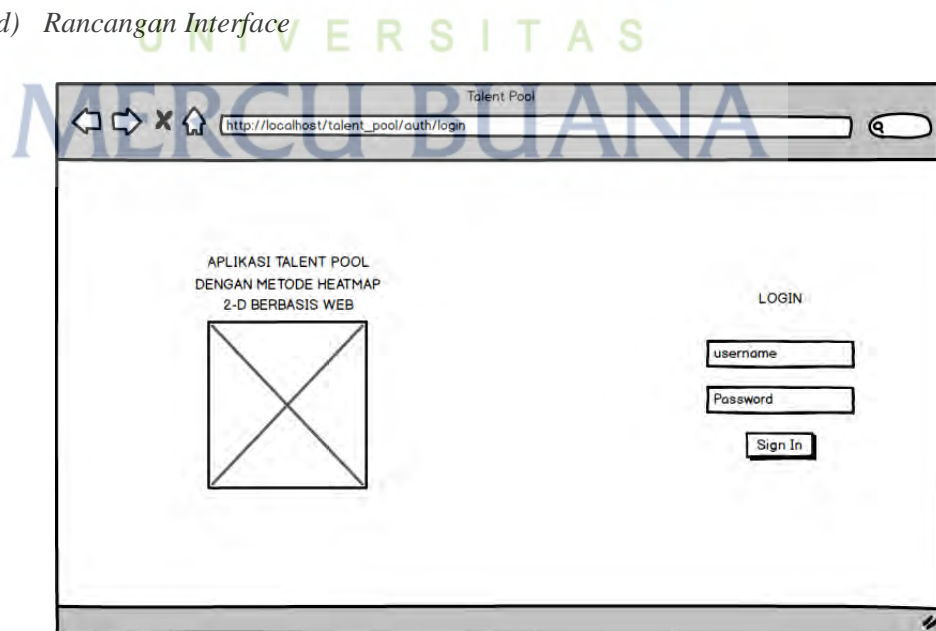 d) Rancangan Interface
UNIVERSITAS
MERCU BUANA
Talent Pool
http://localhost/talent_pool/auth/login
APLIKASI TALENT POOL
DENGAN METODE HEATMAP
2-D BERBASIS WEB
LOGIN
username
Password
Sign In